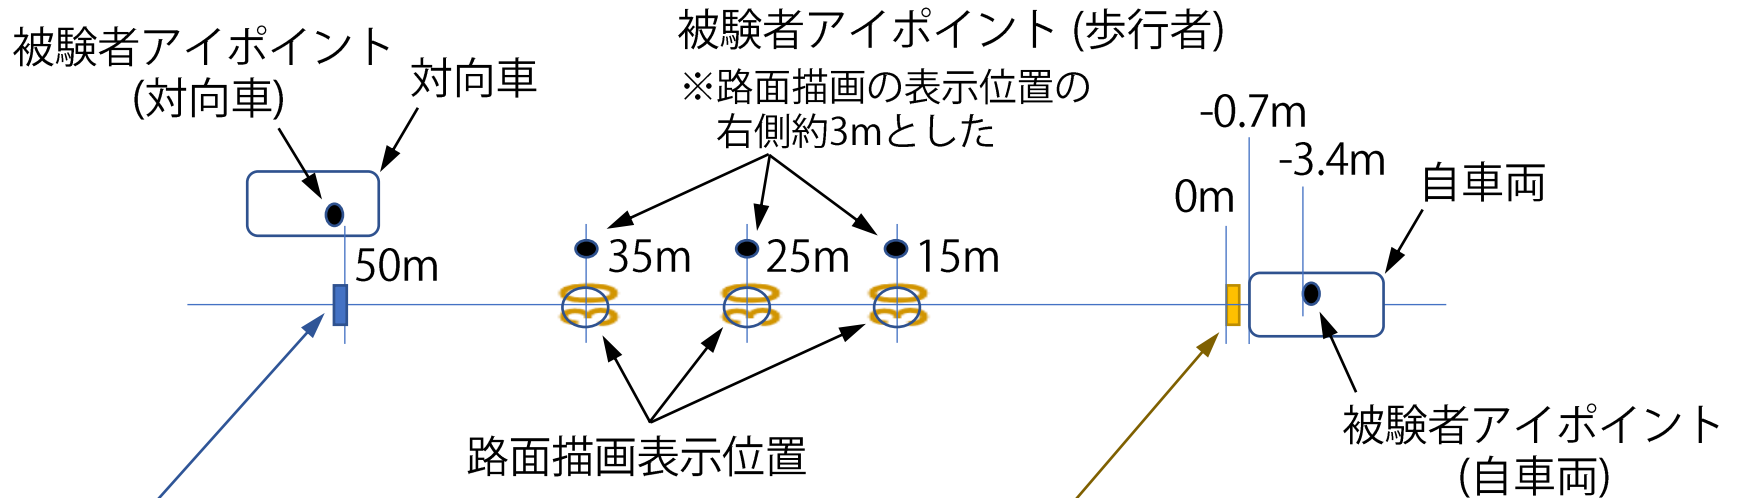 被験者アイポイント
(対向車)
対向車
被験者アイポイント (歩行者)
※路面描画の表示位置の
右側約3mとした
-0.7m
-3.4m
0m
自車両
50m
35m
25m
15m
30
30
30
路面描画表示位置
被験者アイポイント
(自車両)